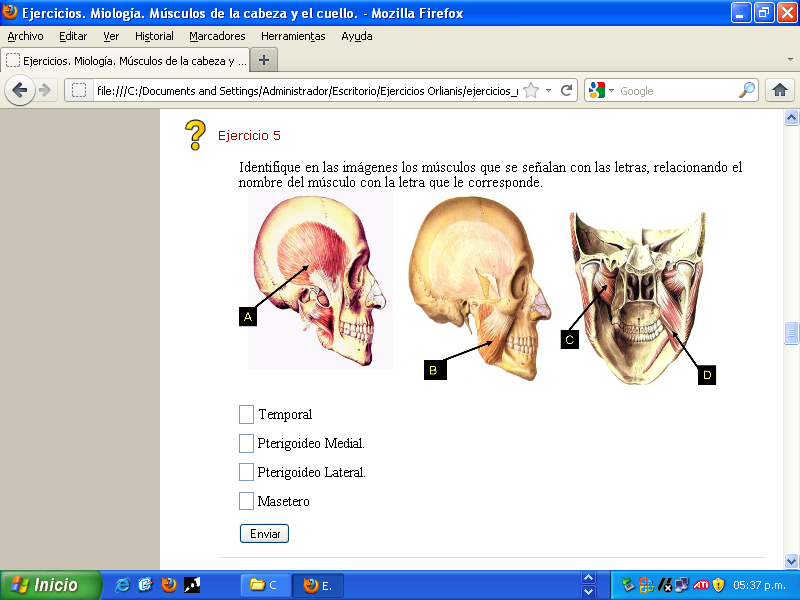 Ejercicios. Miología. Músculos de la cabeza y el cuello. - Mozilla Firefox
Archivo Editar Ver Historial Marcadores Herramientas Ayuda
Ejercicios. Miología. Músculos de la cabeza y ...
file:///C:/Documents and Settings/Administrador/Escritorio/Ejercicios Orlianis/ejercicios_
Google
Ejercicio 5
Identifique en las imágenes los músculos que se señalan con las letras, relacionando el
nombre del músculo con la letra que le corresponde.
A
B
C
D
Temporal
Pterigoideo Medial.
Pterigoideo Lateral.
Masetero
Enviar
Inicio
C
E.
ATI
05:37 p.m.